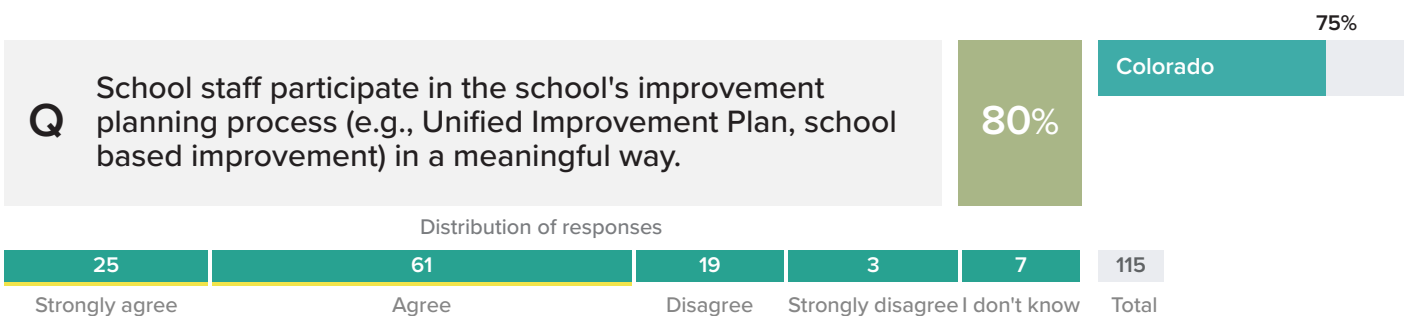 75%
Q
School staff participate in the school's improvement
planning process (e.g., Unified Improvement Plan, school
based improvement) in a meaningful way.
80%
Colorado
Distribution of responses
25 61 19 3 7 115
Strongly agree Agree Disagree Strongly disagree I don't know Total